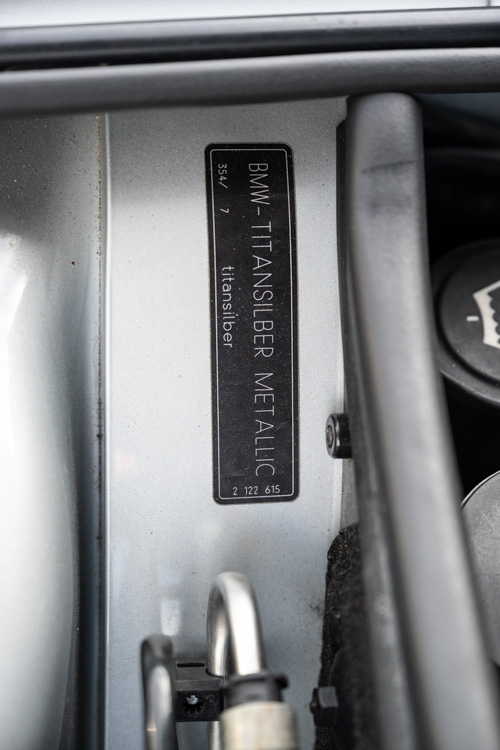 BMW-TITANSILBER METALLIC
354/ 7 titansilber
2 122 615